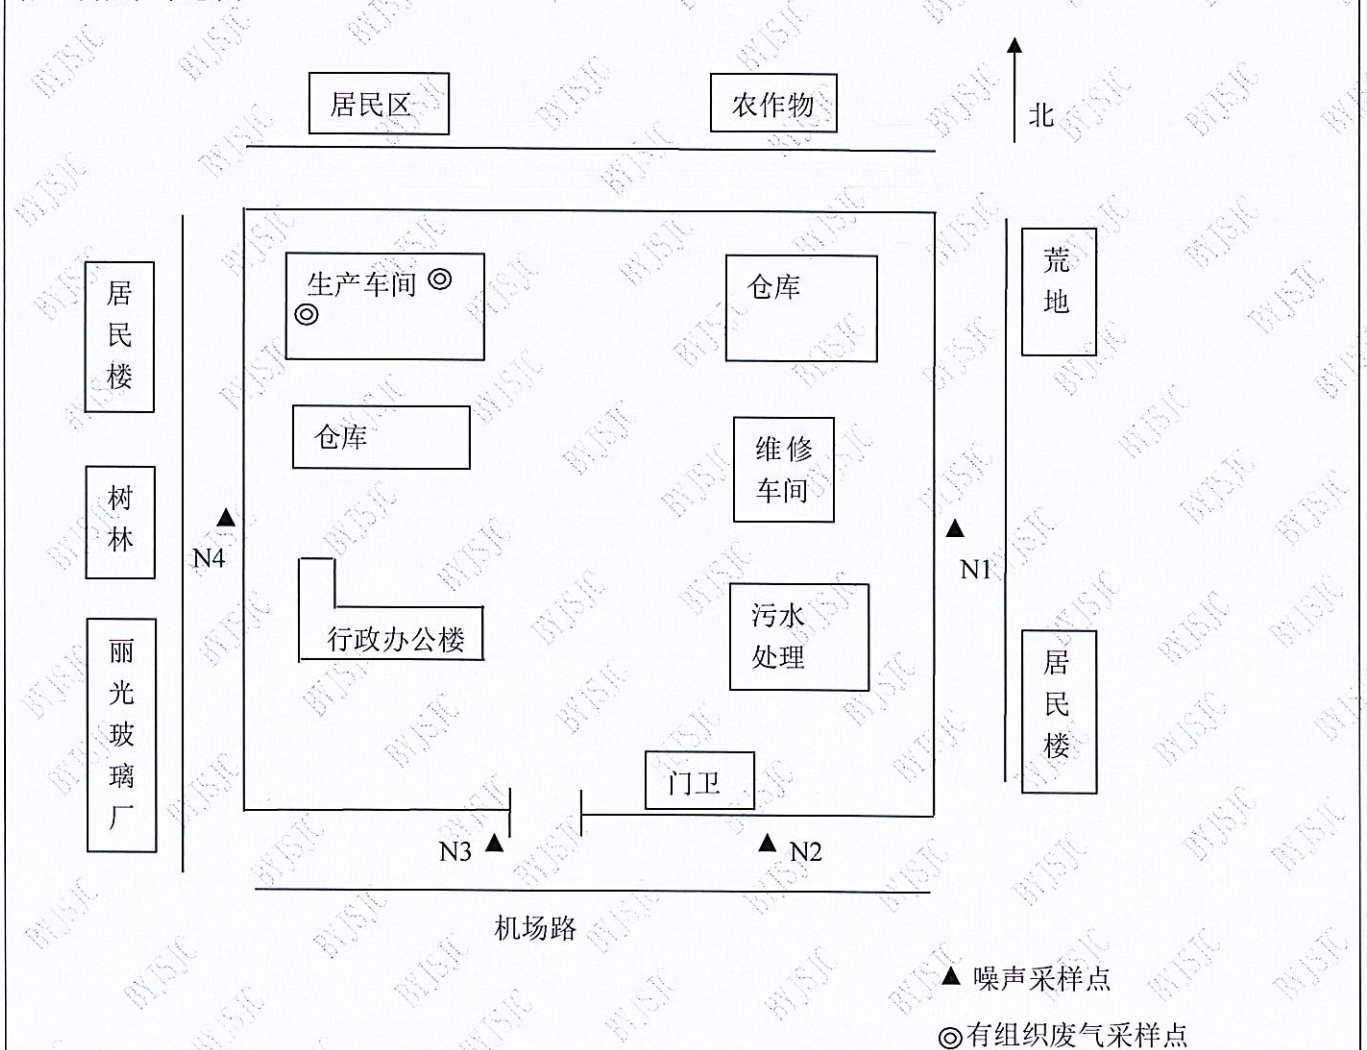 居民区
农作物
北
居
民
楼
生产车间
仓库
荒
地
仓库
维修
车间
树
林
N4
N1
行政办公楼
污水
处理
丽
光
玻
璃
厂
居
民
楼
门卫
N3
N2
机场路
噪声采样点
有组织废气采样点
BYJSJC